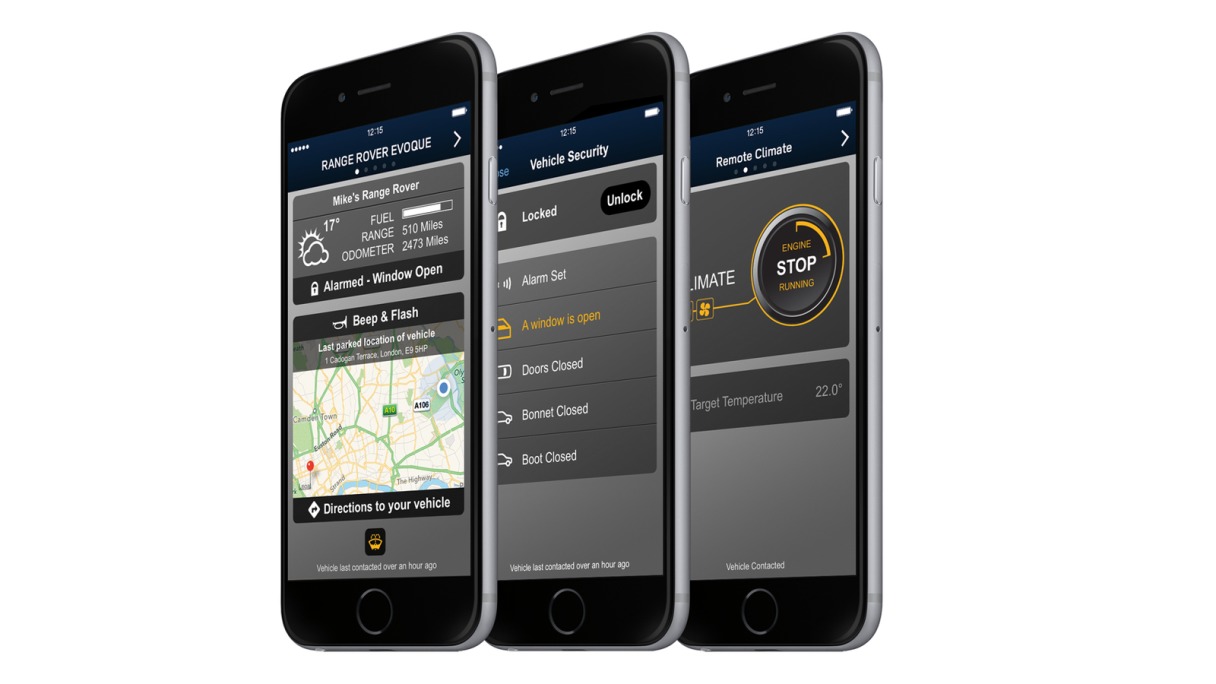 12:15
RANGE ROVER EVOQUE
Mike's Range Rover
17°
FUEL
RANGE 510 Miles
ODOMETER 2473 Miles
Alarmed - Window Open
Beep & Flash
Last parked location of vehicle
1 Cadogan Terrace, London, E9 5HP
A10
A106
Camden Town
Euston Road
Strand
The Highway
Directions to your vehicle
Vehicle last contacted over an hour ago
12:15
Vehicle Security
Locked
Unlock
Alarm Set
A window is open
Doors Closed
Bonnet Closed
Boot Closed
Vehicle last contacted over an hour ago
12:15
Remote Climate
ENGINE
STOP
RUNNING
LIMATE
Target Temperature 22.0°
Vehicle Contacted